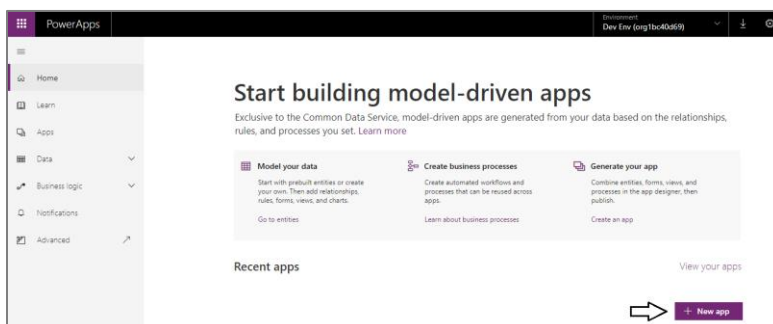 PowerApps
Environment
Dev Env (org1bc40d69)
Home
Learn
Apps
Data
Business logic
Notifications
Advanced
Start building model-driven apps
Exclusive to the Common Data Service, model-driven apps are generated from your data based on the relationships,
rules, and processes you set. Learn more
Model your data
Start with prebuilt entities or create
your own. Then add relationships,
rules, forms, views, and charts.
Go to entities
Create business processes
Create automated workflows and
processes that can be reused across
apps.
Learn about business processes
Generate your app
Combine entities, forms, views, and
processes in the app designer, then
publish.
Create an app
Recent apps
View your apps
+ New app